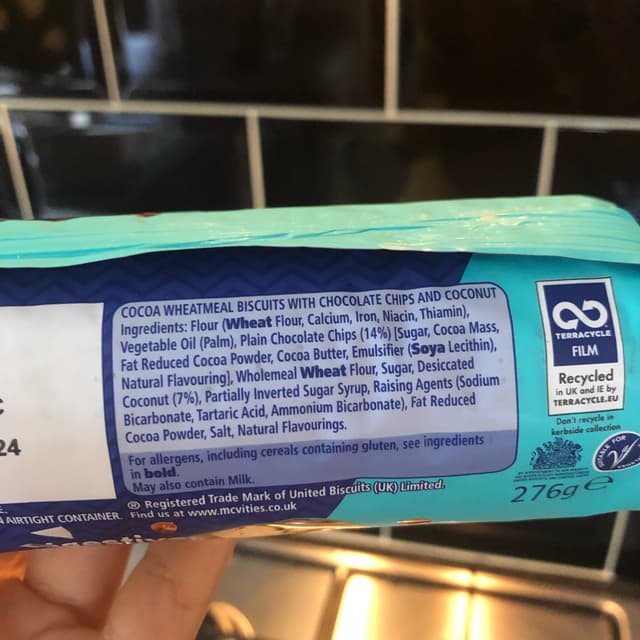 COCOA WHEATMEAL BISCUITS WITH CHOCOLATE CHIPS AND COCONUT
Ingredients: Flour (Wheat Flour, Calcium, Iron, Niacin, Thiamin),
Vegetable Oil (Palm), Plain Chocolate Chips (14%) [Sugar, Cocoa Mass,
Fat Reduced Cocoa Powder, Cocoa Butter, Emulsifier (Soya Lecithin),
Natural Flavouring], Wholemeal Wheat Flour, Sugar, Desiccated
Coconut (7%), Partially Inverted Sugar Syrup, Raising Agents (Sodium
Bicarbonate, Tartaric Acid, Ammonium Bicarbonate), Fat Reduced
Cocoa Powder, Salt, Natural Flavourings.
For allergens, including cereals containing gluten, see ingredients
in bold.
May also contain Milk.
® Registered Trade Mark of United Biscuits (UK) Limited.
AIRTIGHT CONTAINER. Find us at www.mcvities.co.uk
24
TERRACYCLE
FILM
Recycled
in UK and IE by
TERRACYCLE.EU
Don't recycle in
kerbside collection
FOR
276g e